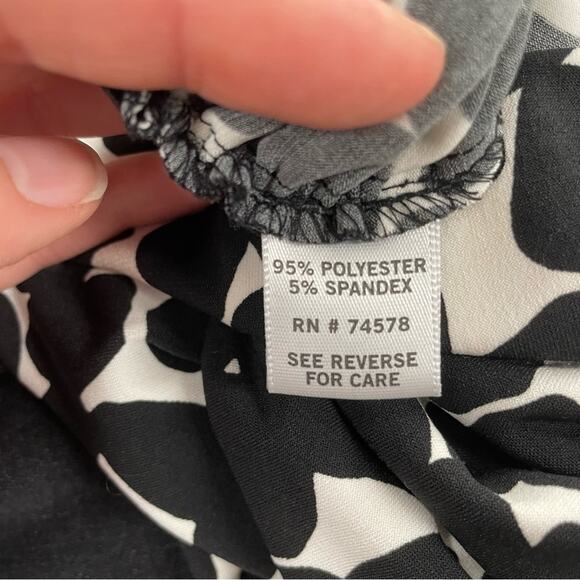 95% POLYESTER
5% SPANDEX
RN # 74578
SEE REVERSE
FOR CARE